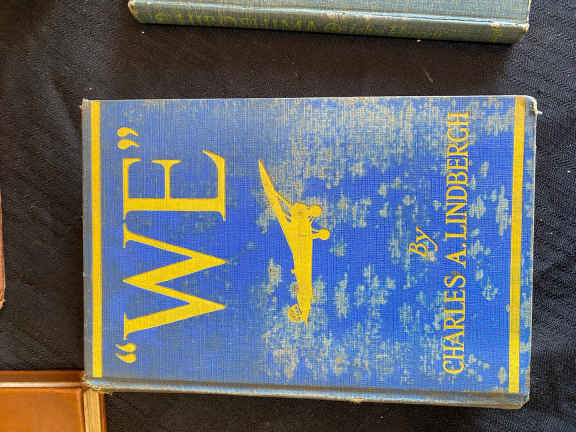 "WE"
By
CHARLES A. LINDBERGH